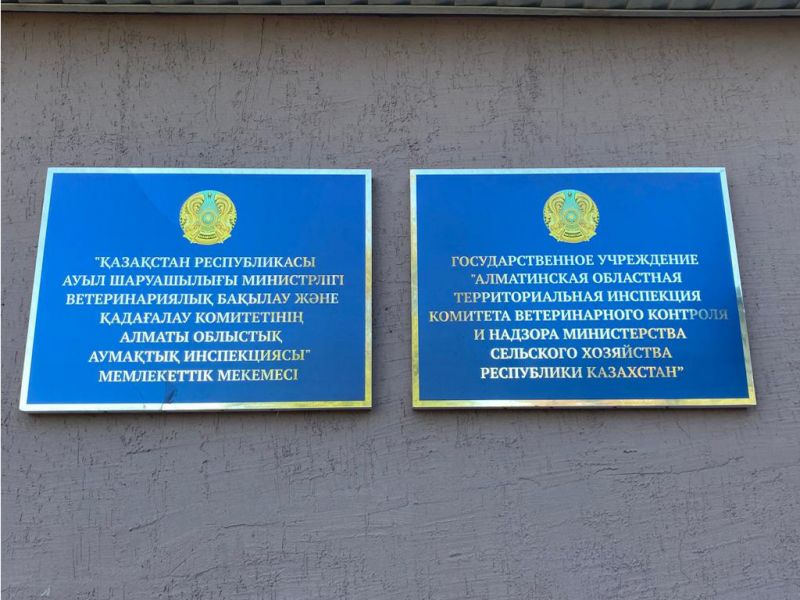 "ҚАЗАҚСТАН РЕСПУБЛИКАСЫ
АУЫЛ ШАРУАШЫЛЫҒЫ МИНИСТРЛІГІ
ВЕТЕРИНАРИЯЛЫҚ БАҚЫЛАУ ЖӘНЕ
ҚАДАҒАЛАУ КОМИТЕТІНІҢ
АЛМАТЫ ОБЛЫСТЫҚ
АУМАҚТЫҚ ИНСПЕКЦИЯСЫ"
МЕМЛЕКЕТТІК МЕКЕМЕСІ
ГОСУДАРСТВЕННОЕ УЧРЕЖДЕНИЕ
"АЛМАТИНСКАЯ ОБЛАСТНАЯ
ТЕРРИТОРИАЛЬНАЯ ИНСПЕКЦИЯ
КОМИТЕТА ВЕТЕРИНАРНОГО КОНТРОЛЯ
И НАДЗОРА МИНИСТЕРСТВА
СЕЛЬСКОГО ХОЗЯЙСТВА
РЕСПУБЛИКИ КАЗАХСТАН”